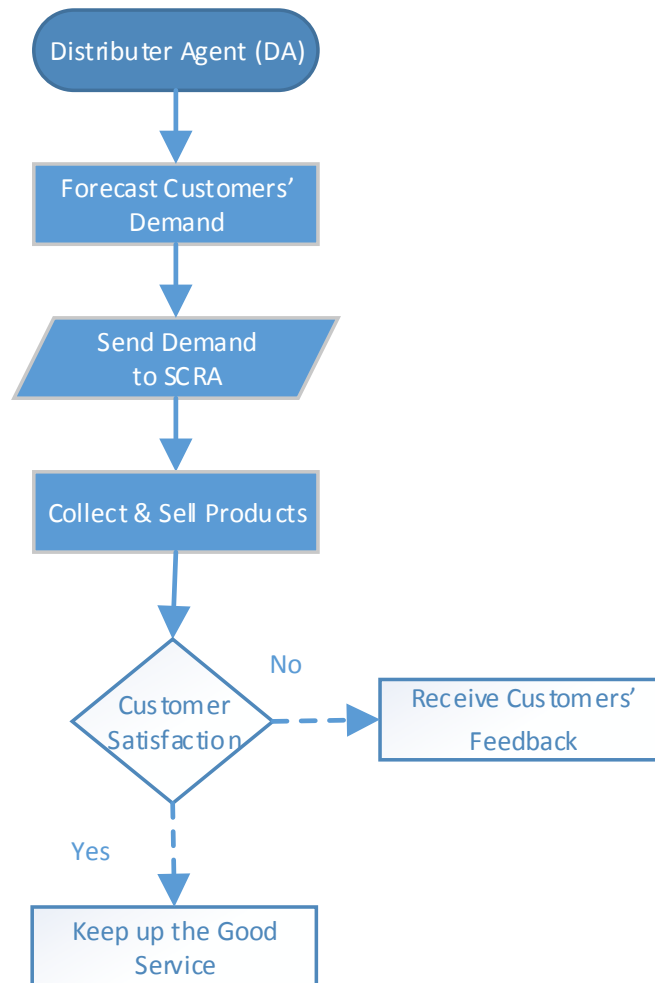 Distributer Agent (DA)
Forecast Customers’
Demand
Send Demand
to SCRA
Collect & Sell Products
No
Customer
Satisfaction
Receive Customers’
Feedback
Yes
Keep up the Good
Service